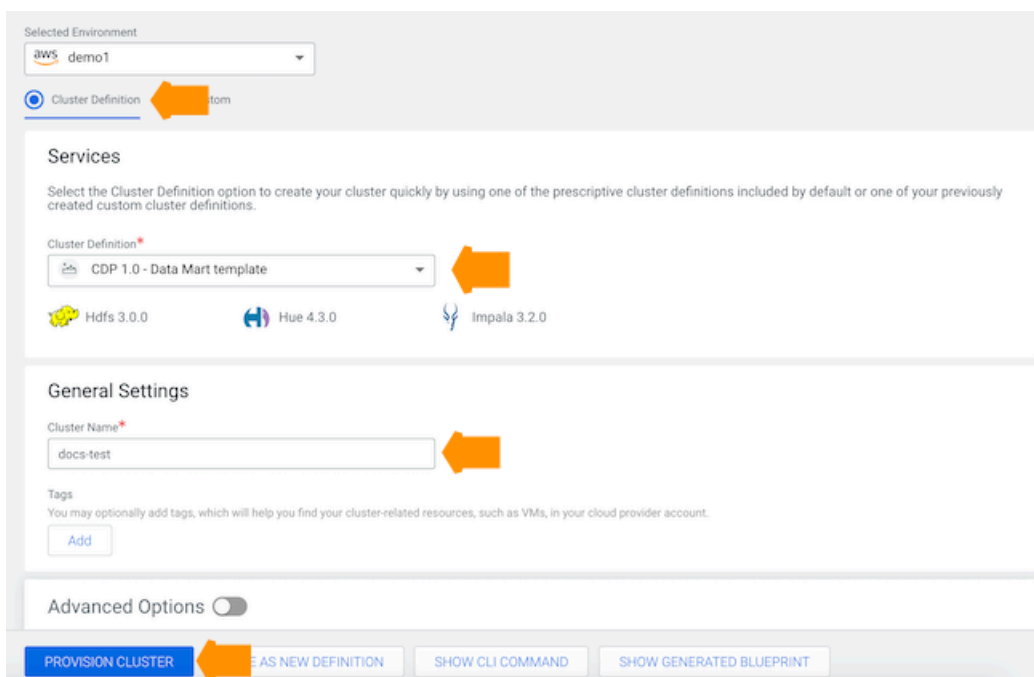 Selected Environment
aws demo1
Cluster Definition
Services
Select the Cluster Definition option to create your cluster quickly by using one of the prescriptive cluster definitions included by default or one of your previously
created custom cluster definitions.
Cluster Definition*
CDP 1.0 - Data Mart template
Hdfs 3.0.0 Hue 4.3.0 Impala 3.2.0
General Settings
Cluster Name*
docs-test
Tags
You may optionally add tags, which will help you find your cluster-related resources, such as VMs, in your cloud provider account.
Add
Advanced Options
PROVISION CLUSTER AS NEW DEFINITION SHOW CLI COMMAND SHOW GENERATED BLUEPRINT